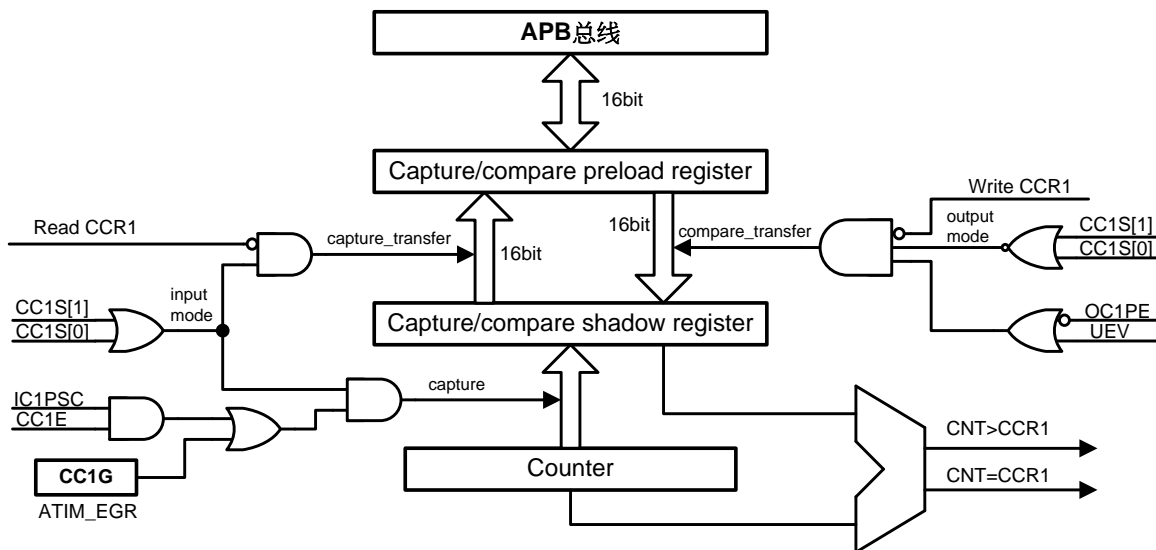 APB总线
16bit
Capture/compare preload register
Write CCR1
Read CCR1
capture_transfer
16bit
16bit
compare_transfer
output
mode
CC1S[1]
CC1S[0]
CC1S[1]
CC1S[0]
input
mode
Capture/compare shadow register
OC1PE
UEV
IC1PSC
CC1E
capture
CC1G
ATIM_EGR
Counter
CNT>CCR1
CNT=CCR1